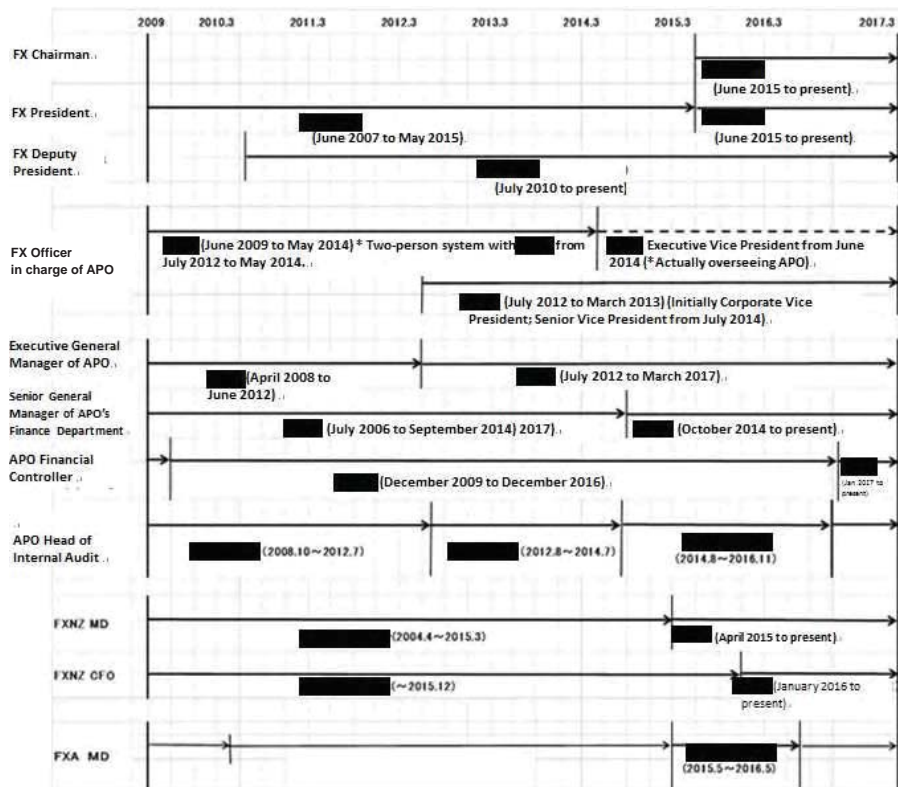 2009 2010.3 2011.3 2012.3 2013.3 2014.3 2015.3 2016.3 2017.3
FX Chairman
(June 2015 to present).
FX President
(June 2007 to May 2015)
(June 2015 to present).
FX Deputy
President
(July 2010 to present)
FX Officer
in charge of APO
(June 2009 to May 2014) * Two-person system with from
July 2012 to May 2014.
Executive Vice President from June
2014 (*Actually overseeing APO).
(July 2012 to March 2013) (Initially Corporate Vice
President; Senior Vice President from July 2014).
Executive General
Manager of APO
(April 2008 to
June 2012).
(July 2012 to March 2017).
Senior General
Manager of APO's
Finance Department
(July 2006 to September 2014) 2017).
(October 2014 to present).
APO Financial
Controller
(December 2009 to December 2016)
(Jan 2017 to
present)
APO Head of
Internal Audit
(2008.10~2012.7)
(2012.8~2014.7)
(2014.8~2016.11)
FXNZ MD
(2004.4~2015.3)
(April 2015 to present).
FXNZ CFO
(~2015.12)
(January 2016 to
present).
FXA MD
(2015.5~2016.5)